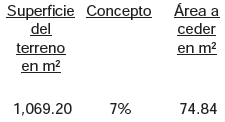 Superficie Concepto Área a
del ceder
terreno en m²
en m²
1,069.20 7% 74.84